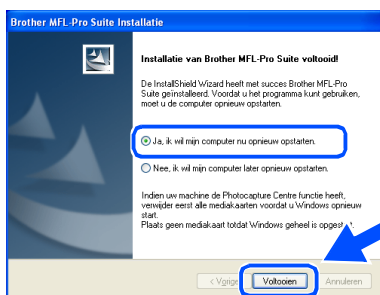 Brother MFL-Pro Suite Installatie
Installatie van Brother MFL-Pro Suite voltooid!
De InstallShield Wizard heeft met succes Brother MFL-Pro
Suite geïnstalleerd. Voordat u het programma kunt gebruiken,
moet u de computer opnieuw opstarten.
Ja, ik wil mijn computer nu opnieuw opstarten.
Nee, ik wil mijn computer later opnieuw opstarten.
Indien uw machine de Photocapture Centre functie heeft,
verwijder eerst alle mediakaarten voordat u Windows opnieuw
start.
Plaats geen mediakaart totdat Windows geheel is opgestart.
< Vorige Voltooien Annuleren